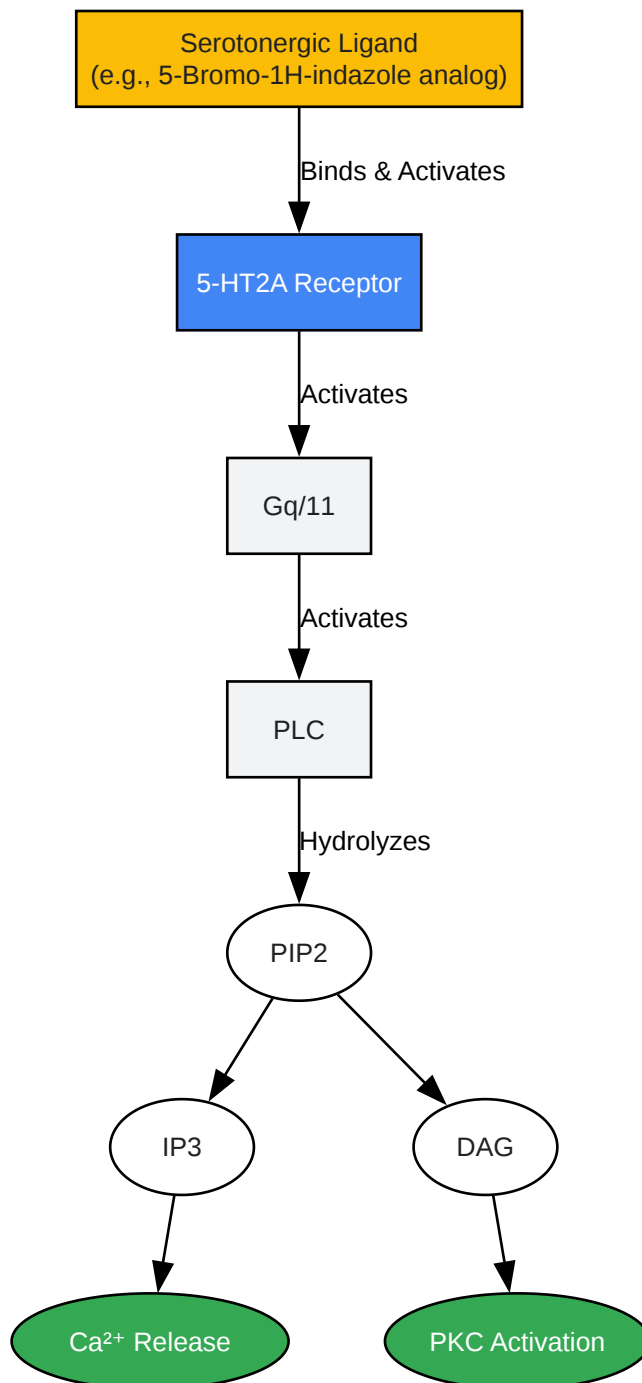 Serotonergic Ligand
(e.g., 5-Bromo-1H-indazole analog)
Binds & Activates
5-HT2A Receptor
Activates
Gq/11
Activates
PLC
Hydrolyzes
PIP2
IP3
DAG
Ca²⁺ Release
PKC Activation